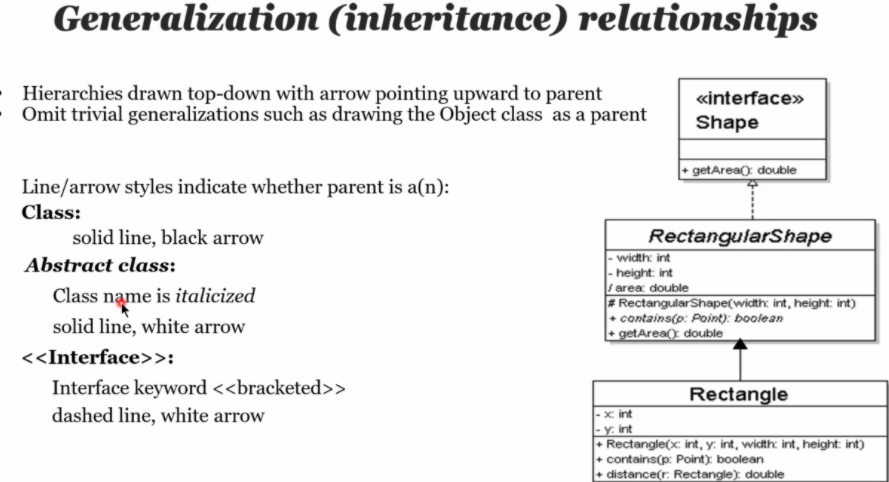 Generalization (inheritance) relationships
• Hierarchies drawn top-down with arrow pointing upward to parent
• Omit trivial generalizations such as drawing the Object class as a parent
Line/arrow styles indicate whether parent is a(n):
Class:
solid line, black arrow
Abstract class:
Class name is italicized
solid line, white arrow
<<Interface>>:
Interface keyword <<bracketed>>
dashed line, white arrow
«interface»
Shape
+ getArea(): double
RectangularShape
- width: int
- height: int
/ area: double
# RectangularShape(width: int, height: int)
+ contains(p: Point): boolean
+ getArea(): double
Rectangle
- x: int
- y: int
+ Rectangle(x: int, y: int, width: int, height: int)
+ contains(p: Point): boolean
+ distance(r: Rectangle): double